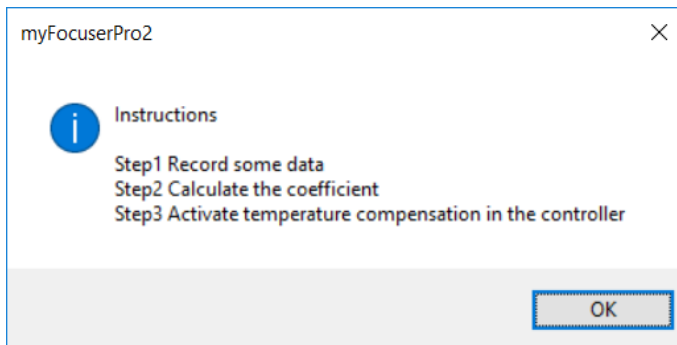 myFocuserPro2
Instructions
Step1 Record some data
Step2 Calculate the coefficient
Step3 Activate temperature compensation in the controller
OK